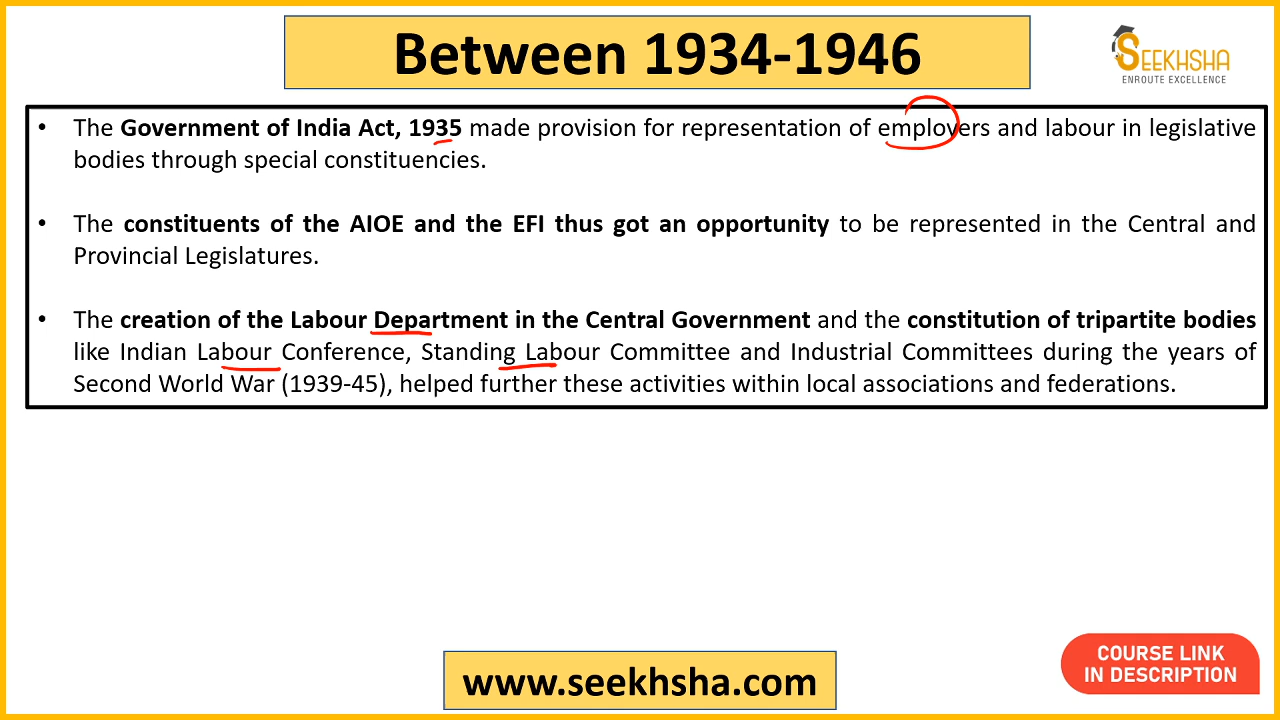 Between 1934-1946
SEEKHSHA
ENROUTE EXCELLENCE
• The Government of India Act, 1935 made provision for representation of employers and labour in legislative
bodies through special constituencies.
• The constituents of the AIOE and the EFI thus got an opportunity to be represented in the Central and
Provincial Legislatures.
• The creation of the Labour Department in the Central Government and the constitution of tripartite bodies
like Indian Labour Conference, Standing Labour Committee and Industrial Committees during the years of
Second World War (1939-45), helped further these activities within local associations and federations.
www.seekhsha.com
COURSE LINK
IN DESCRIPTION